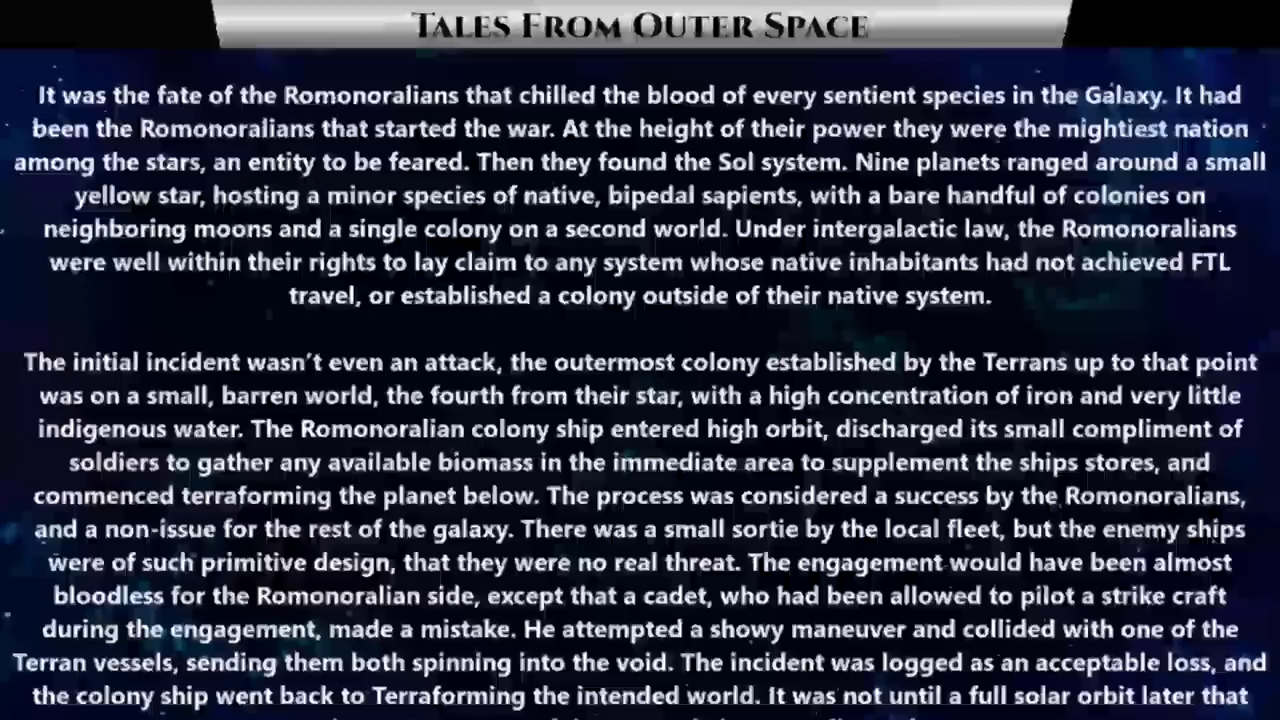 Tales From Outer Space
It was the fate of the Romonoralians that chilled the blood of every sentient species in the Galaxy. It had
been the Romonoralians that started the war. At the height of their power they were the mightiest nation
among the stars, an entity to be feared. Then they found the Sol system. Nine planets ranged around a small
yellow star, hosting a minor species of native, bipedal sapients, with a bare handful of colonies on
neighboring moons and a single colony on a second world. Under intergalactic law, the Romonoralians
were well within their rights to lay claim to any system whose native inhabitants had not achieved FTL
travel, or established a colony outside of their native system.
The initial incident wasn't even an attack, the outermost colony established by the Terrans up to that point
was on a small, barren world, the fourth from their star, with a high concentration of iron and very little
indigenous water. The Romonoralian colony ship entered high orbit, discharged its small compliment of
soldiers to gather any available biomass in the immediate area to supplement the ships stores, and
commenced terraforming the planet below. The process was considered a success by the Romonoralians,
and a non-issue for the rest of the galaxy. There was a small sortie by the local fleet, but the enemy ships
were of such primitive design, that they were no real threat. The engagement would have been almost
bloodless for the Romonoralian side, except that a cadet, who had been allowed to pilot a strike craft
during the engagement, made a mistake. He attempted a showy maneuver and collided with one of the
Terran vessels, sending them both spinning into the void. The incident was logged as an acceptable loss, and
the colony ship went back to Terraforming the intended world. It was not until a full solar orbit later that